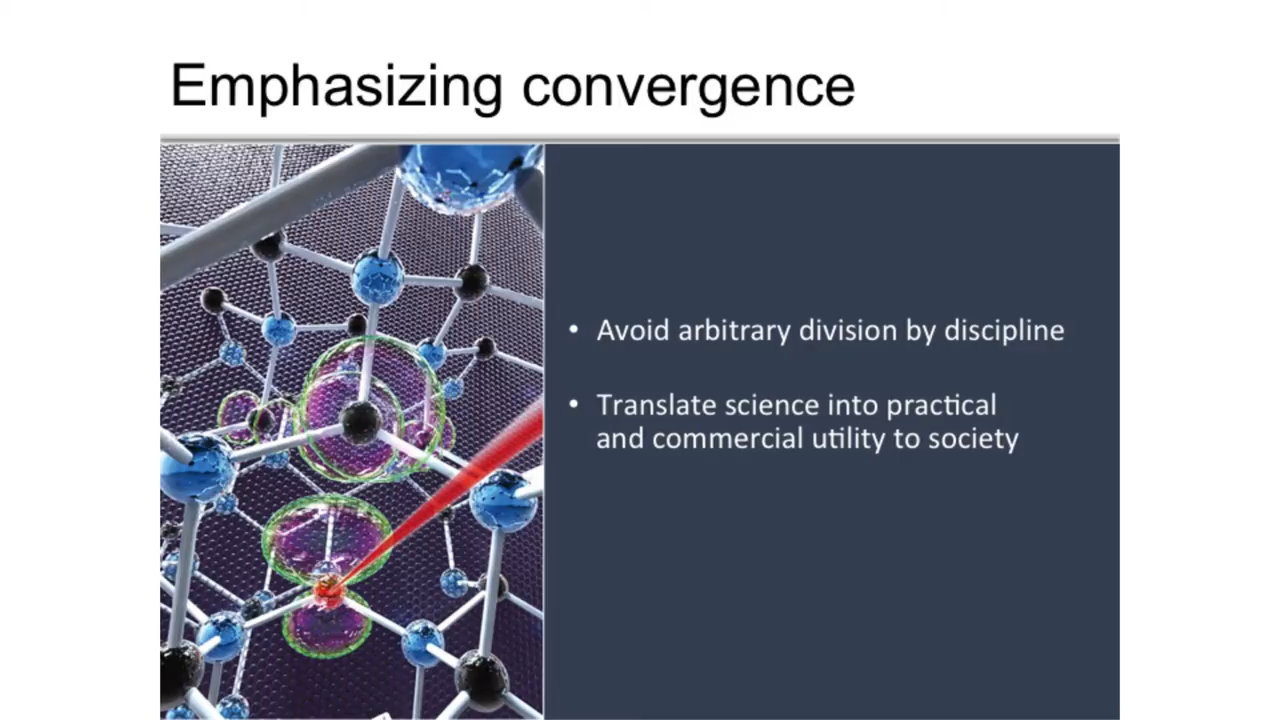 Emphasizing convergence
• Avoid arbitrary division by discipline
• Translate science into practical
and commercial utility to society